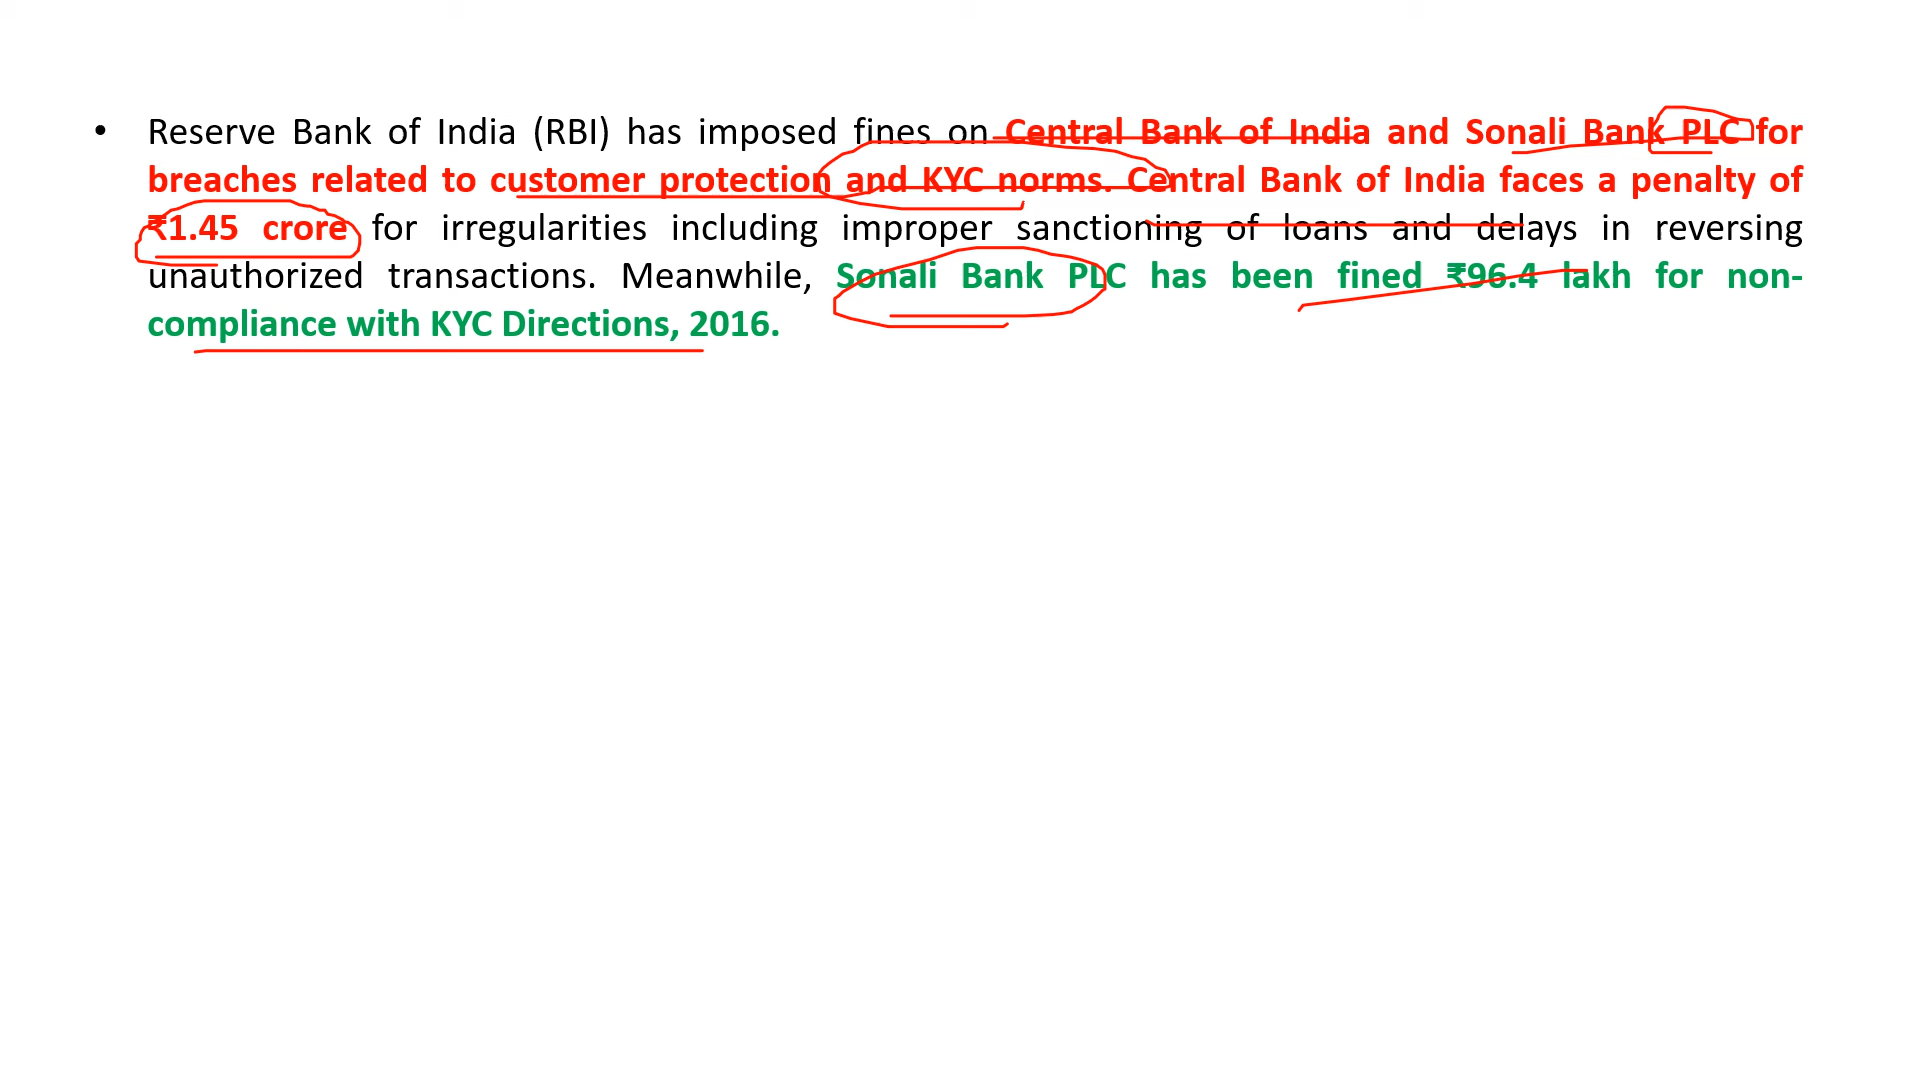 • Reserve Bank of India (RBI) has imposed fines on Central Bank of India and Sonali Bank PLC for
breaches related to customer protection and KYC norms. Central Bank of India faces a penalty of
₹1.45 crore for irregularities including improper sanctioning of loans and delays in reversing
unauthorized transactions. Meanwhile, Sonali Bank PLC has been fined ₹96.4 lakh for non-
compliance with KYC Directions, 2016.